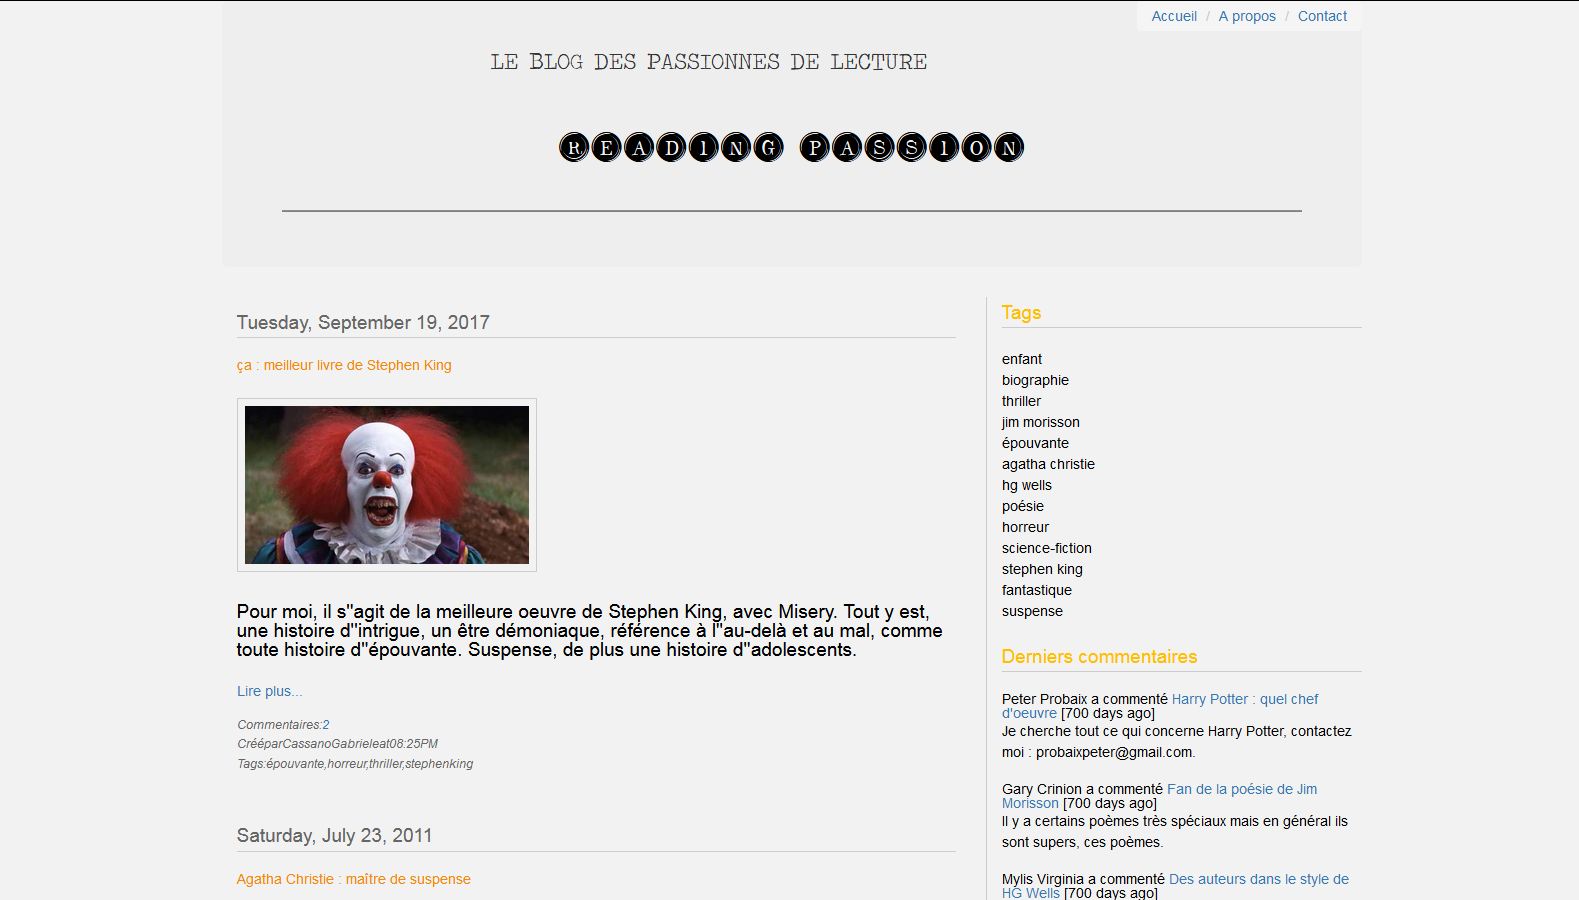 Accueil / A propos / Contact
LE BLOG DES PASSIONNES DE LECTURE
READING PASSION
Tuesday, September 19, 2017
ça : meilleur livre de Stephen King
Pour moi, il s"agit de la meilleure oeuvre de Stephen King, avec Misery. Tout y est,
une histoire d"intrigue, un être démoniaque, référence à l"au-delà et au mal, comme
toute histoire d"épouvante. Suspense, de plus une histoire d"adolescents.
Lire plus...
Commentaires:2
CrééparCassanoGabrieleat08:25PM
Tags:épouvante,horreur,thriller,stephenking
Saturday, July 23, 2011
Agatha Christie : maître de suspense
Tags
enfant
biographie
thriller
jim morisson
épouvante
agatha christie
hg wells
poésie
horreur
science-fiction
stephen king
fantastique
suspense
Derniers commentaires
Peter Probaix a commenté Harry Potter : quel chef
d'oeuvre [700 days ago]
Je cherche tout ce qui concerne Harry Potter, contactez
moi : probaixpeter@gmail.com.
Gary Crinion a commenté Fan de la poésie de Jim
Morisson [700 days ago]
Il y a certains poèmes très spéciaux mais en général ils
sont supers, ces poèmes.
Mylis Virginia a commenté Des auteurs dans le style de
HG Wells [700 days ago]